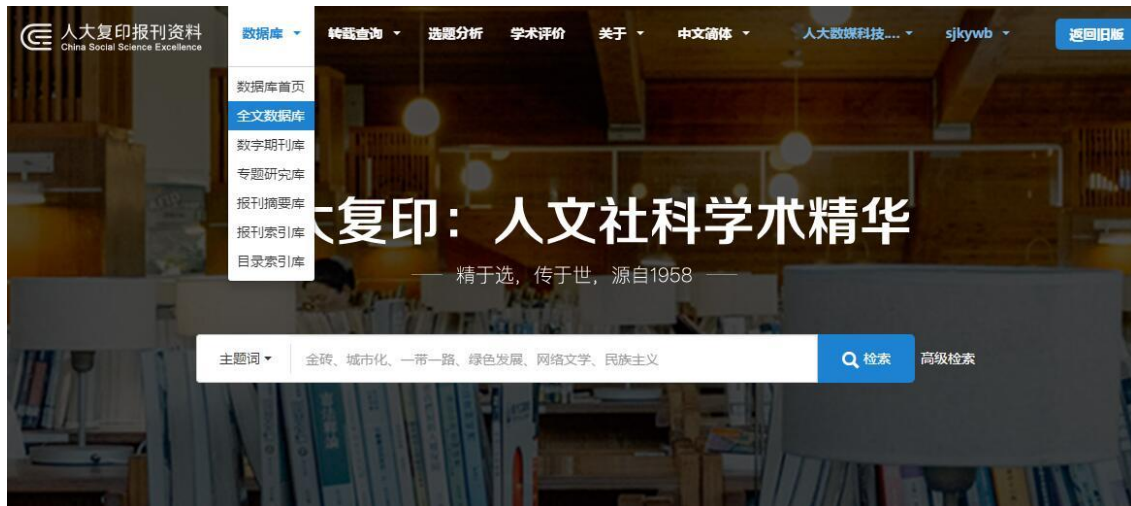 人大复印报刊资料
China Social Science Excellence
数据库 转载查询 选题分析 学术评价 关于 中文简体 人大数媒科技.... sjkywb 返回旧版
数据库首页
全文数据库
数字期刊库
专题研究库
报刊摘要库
报刊索引库
目录索引库
大复印：人文社科学术精华
精于选，传于世，源自1958
主题词 金砖、城市化、一带一路、绿色发展、网络文学、民族主义 检索 高级检索